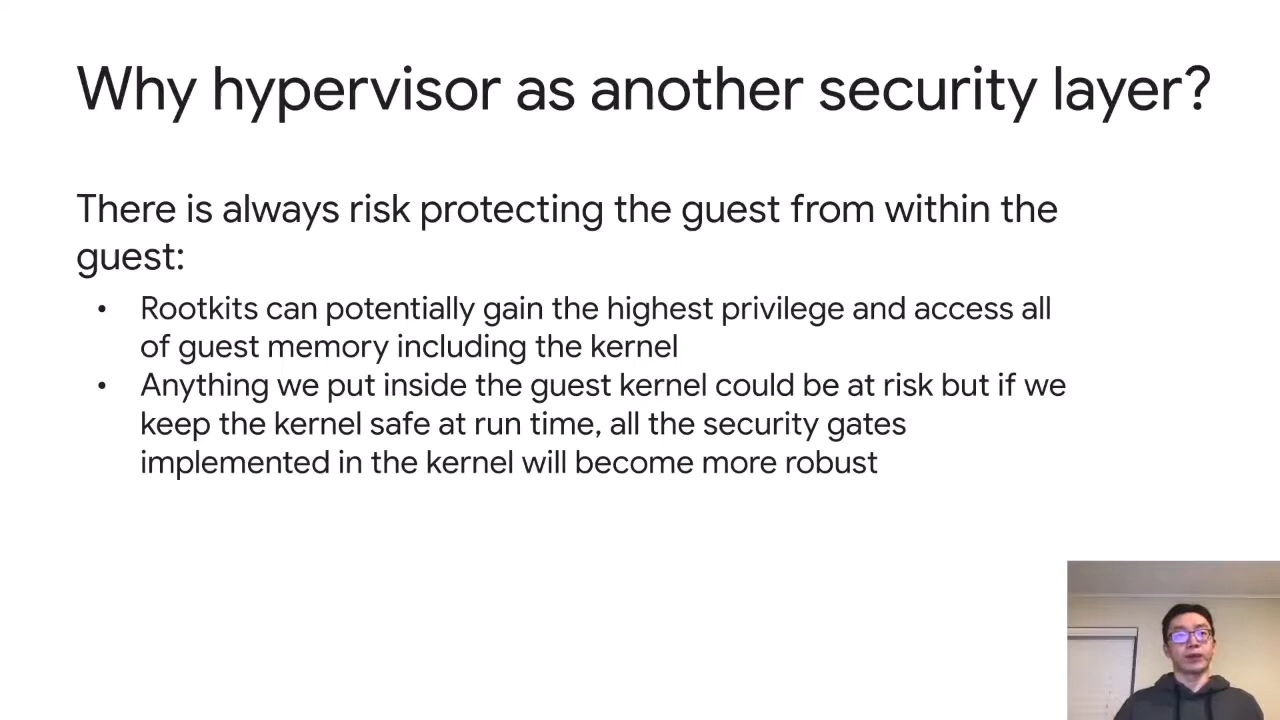 Why hypervisor as another security layer?
There is always risk protecting the guest from within the
guest:
• Rootkits can potentially gain the highest privilege and access all
of guest memory including the kernel
• Anything we put inside the guest kernel could be at risk but if we
keep the kernel safe at run time, all the security gates
implemented in the kernel will become more robust